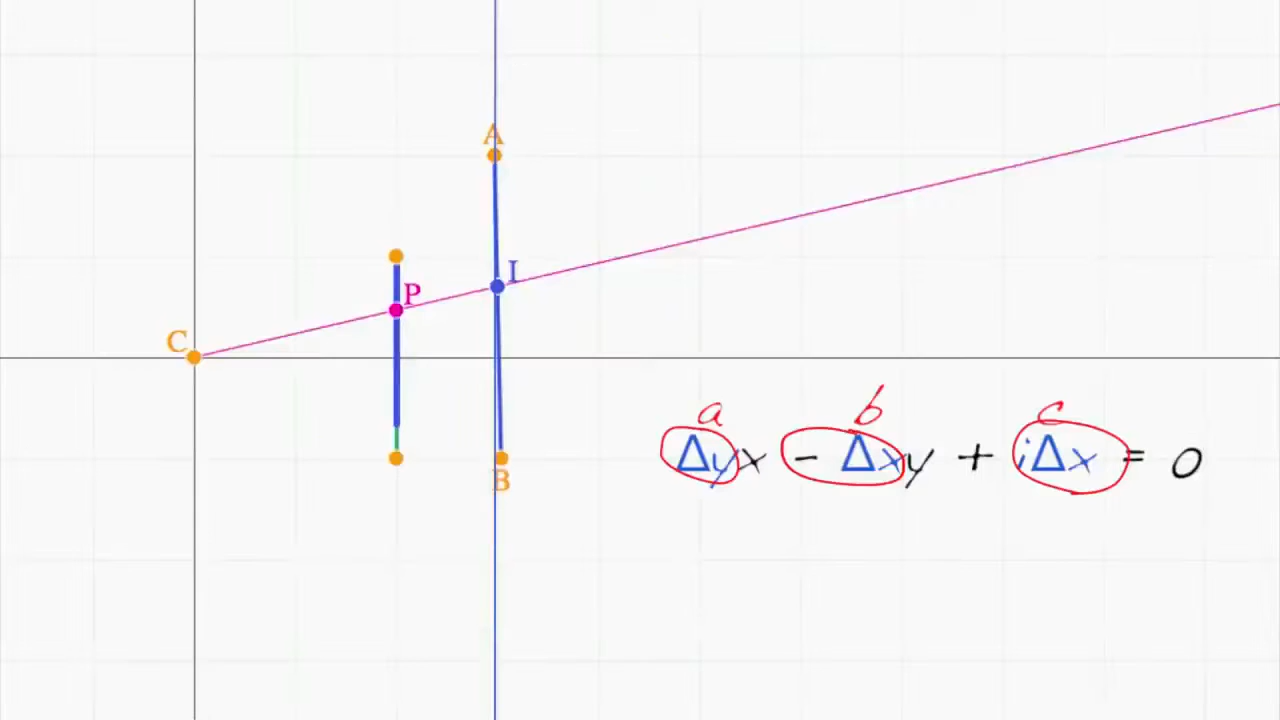 A
I
P
C
a b c
Δyx − Δxy + iΔx = 0
B